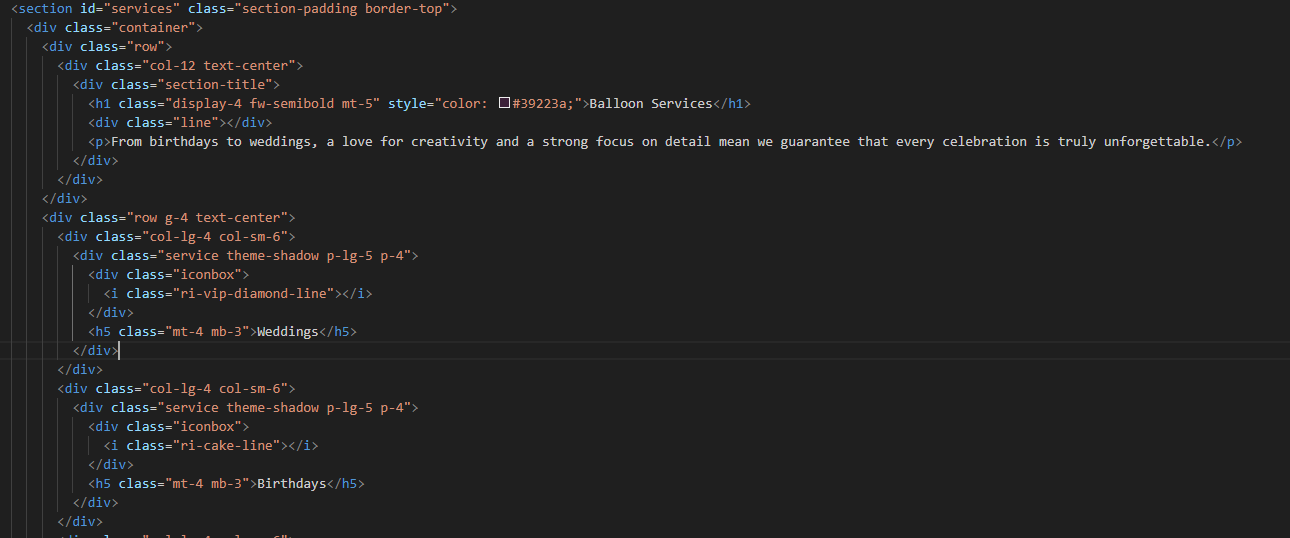 <section id="services" class="section-padding border-top">
<div class="container">
<div class="row">
<div class="col-12 text-center">
<div class="section-title">
<h1 class="display-4 fw-semibold mt-5" style="color: #39223a;">Balloon Services</h1>
<div class="line"></div>
<p>From birthdays to weddings, a love for creativity and a strong focus on detail mean we guarantee that every celebration is truly unforgettable.</p>
</div>
</div>
</div>
<div class="row g-4 text-center">
<div class="col-lg-4 col-sm-6">
<div class="service theme-shadow p-lg-5 p-4">
<div class="iconbox">
<i class="ri-vip-diamond-line"></i>
</div>
<h5 class="mt-4 mb-3">Weddings</h5>
</div>
</div>
<div class="col-lg-4 col-sm-6">
<div class="service theme-shadow p-lg-5 p-4">
<div class="iconbox">
<i class="ri-cake-line"></i>
</div>
<h5 class="mt-4 mb-3">Birthdays</h5>
</div>
</div>